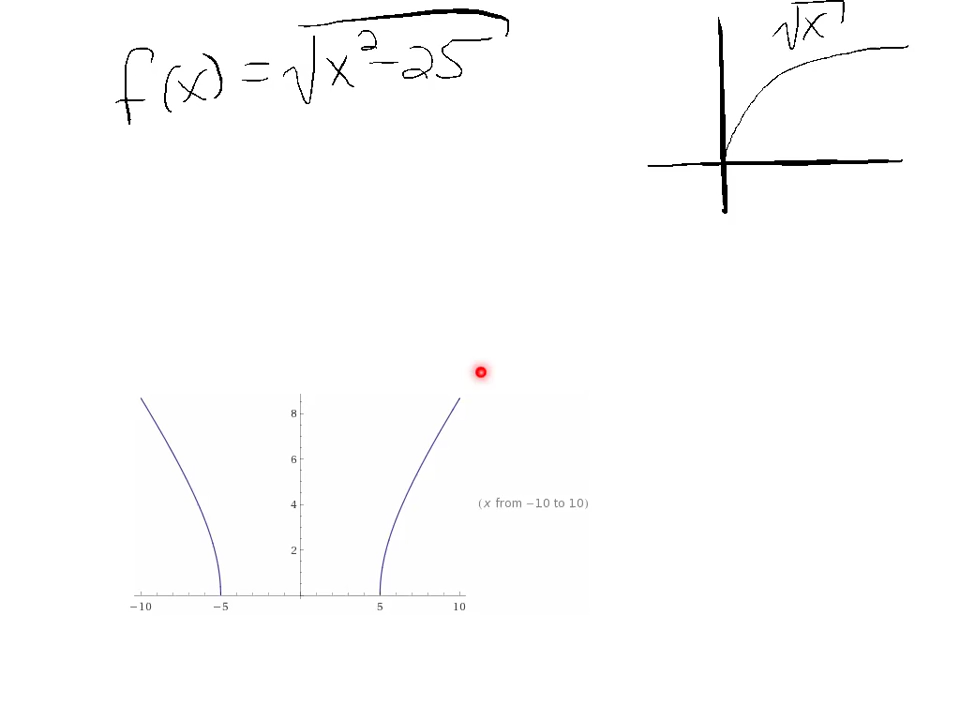 f(x) = √(x²-25)
√x
8
6
4
2
(x from −10 to 10)
−10 −5 5 10